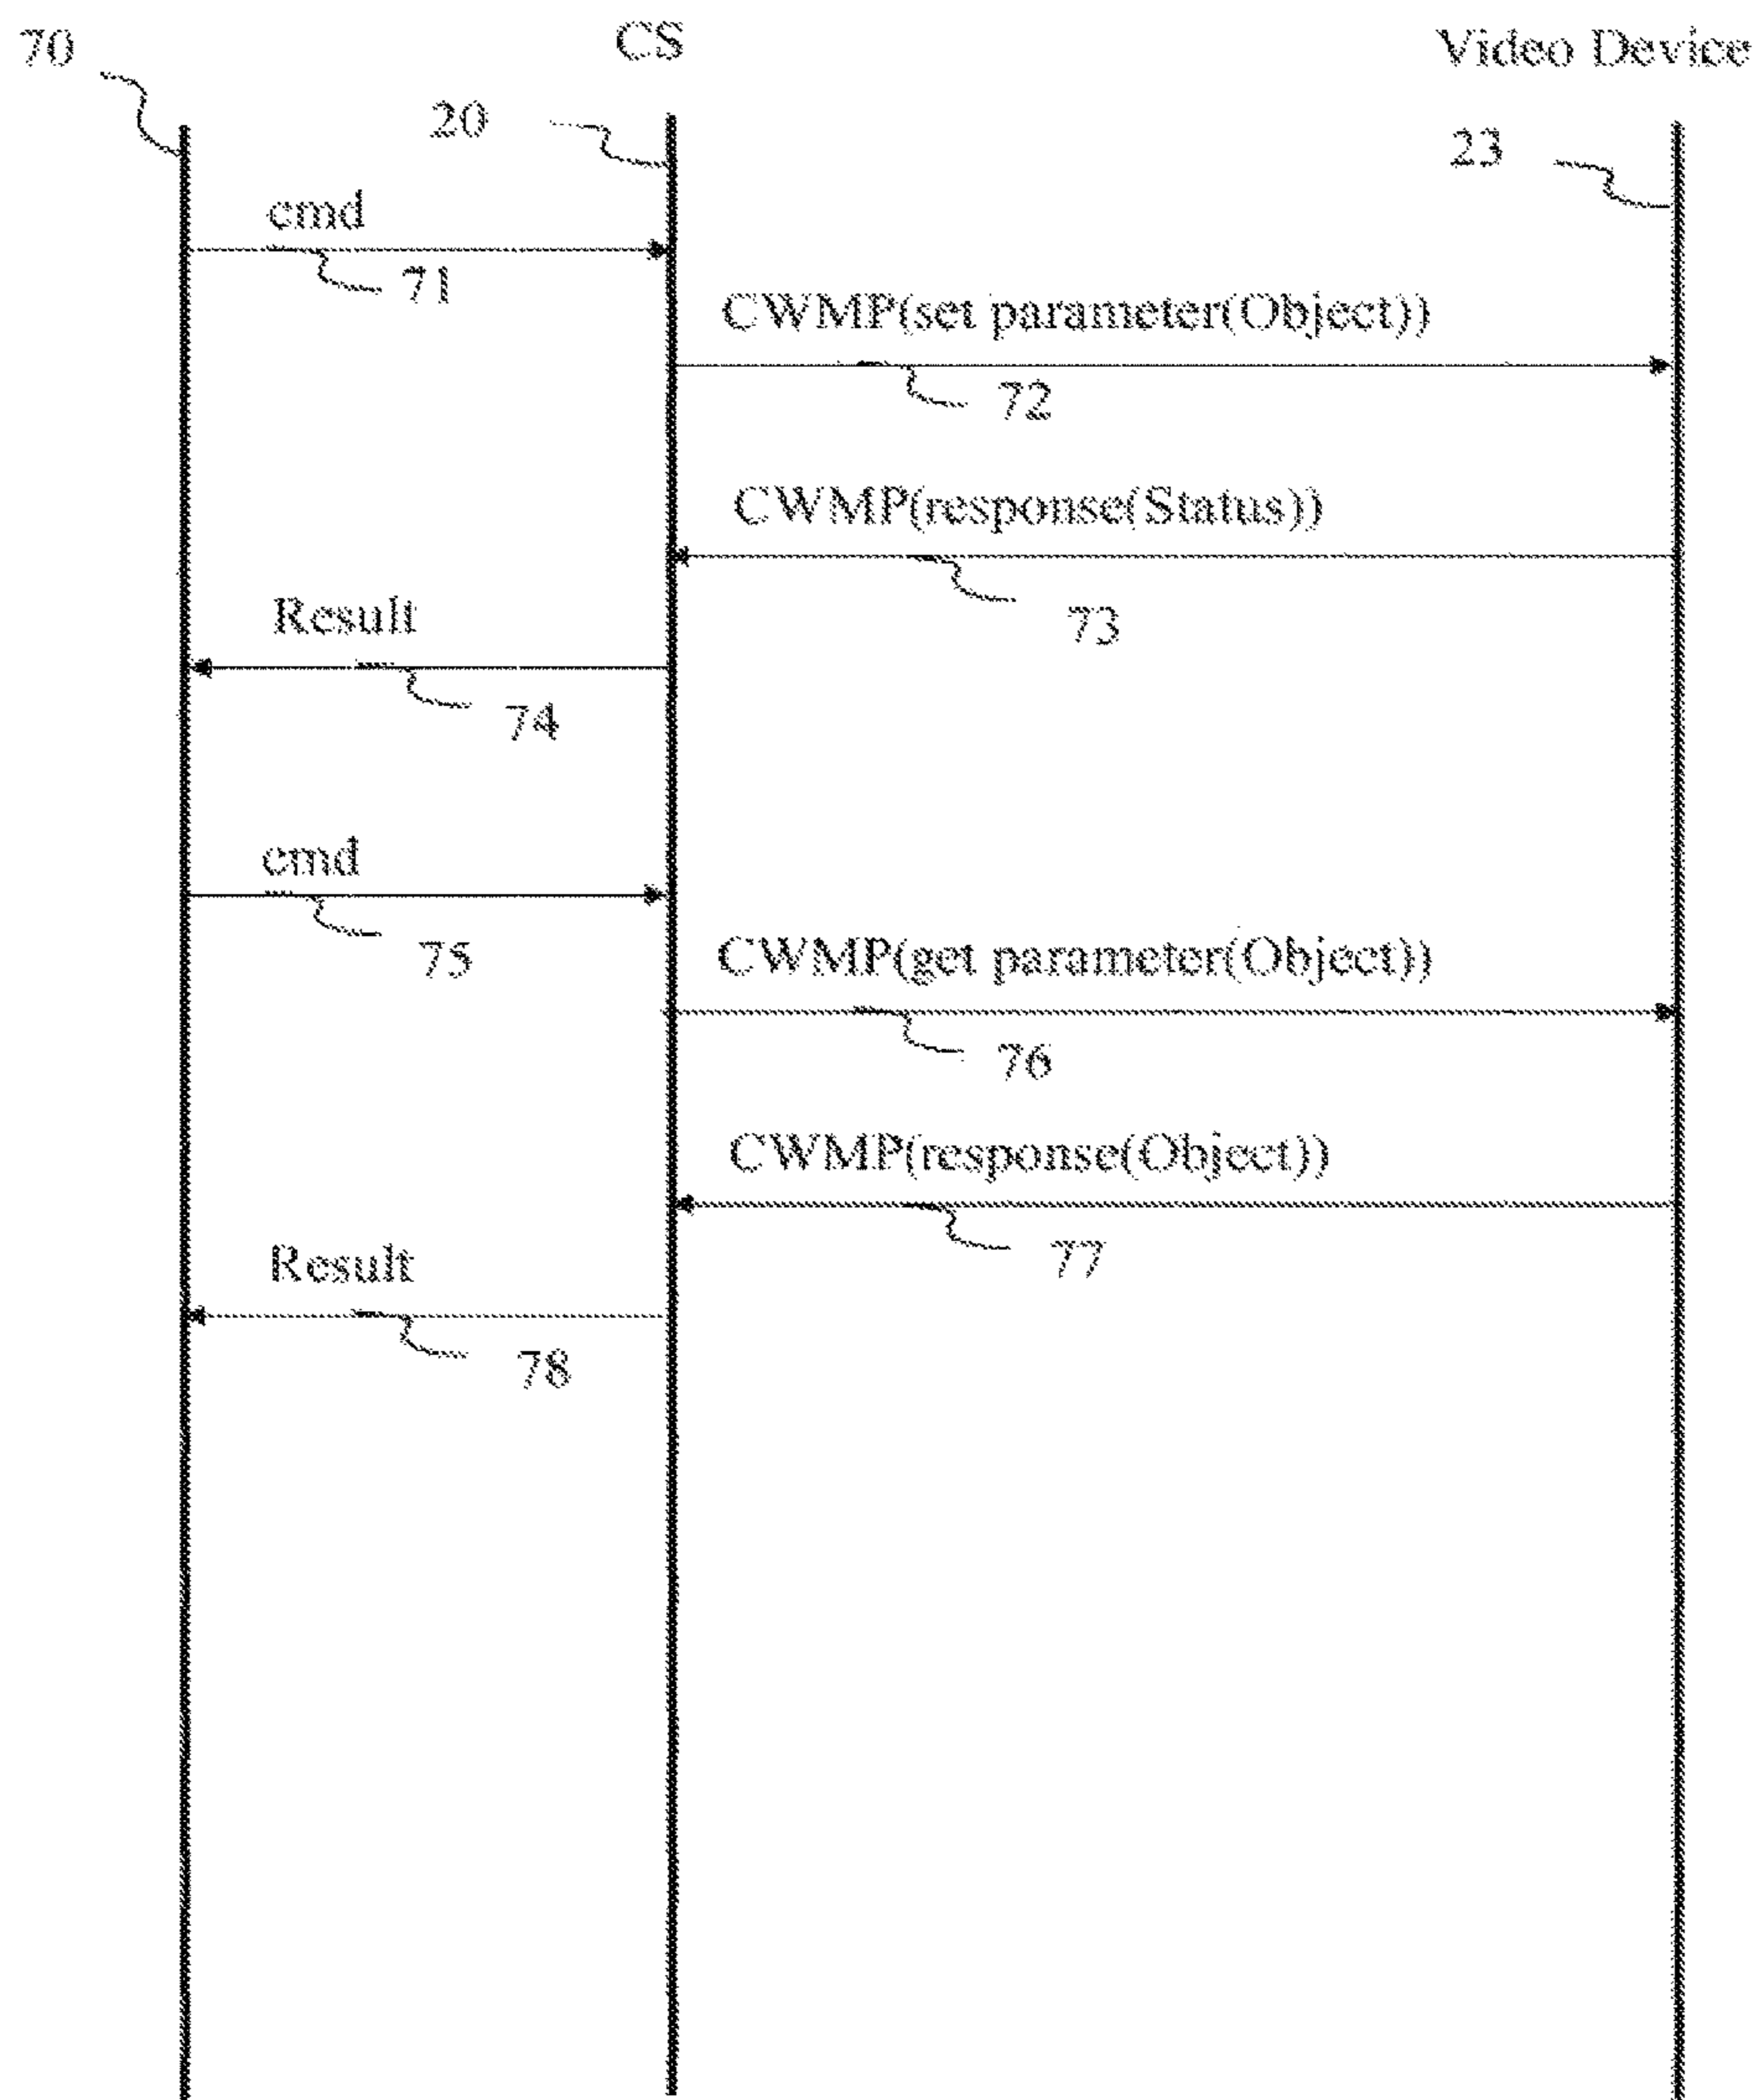 70
CS
Video Device
20
23
cmd
71
CWMP(set parameter(Object))
72
CWMP(response(Status))
73
Result
74
cmd
75
CWMP(get parameter(Object))
76
CWMP(response(Object))
77
Result
78